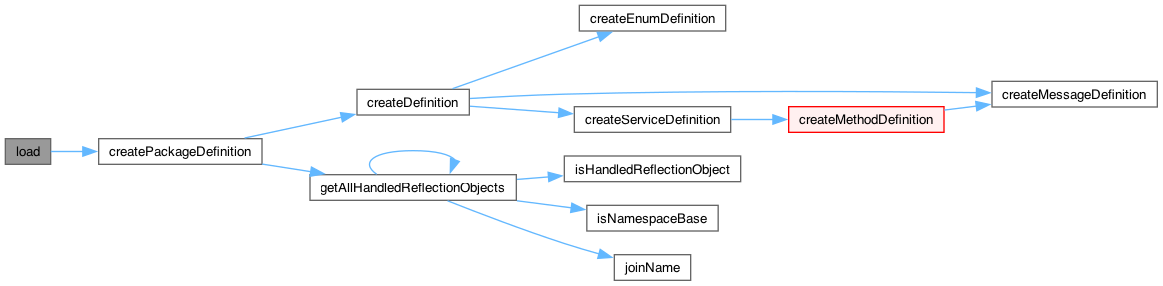 load
createPackageDefinition
createDefinition
createEnumDefinition
createMessageDefinition
createServiceDefinition
createMethodDefinition
getAllHandledReflectionObjects
isHandledReflectionObject
isNamespaceBase
joinName